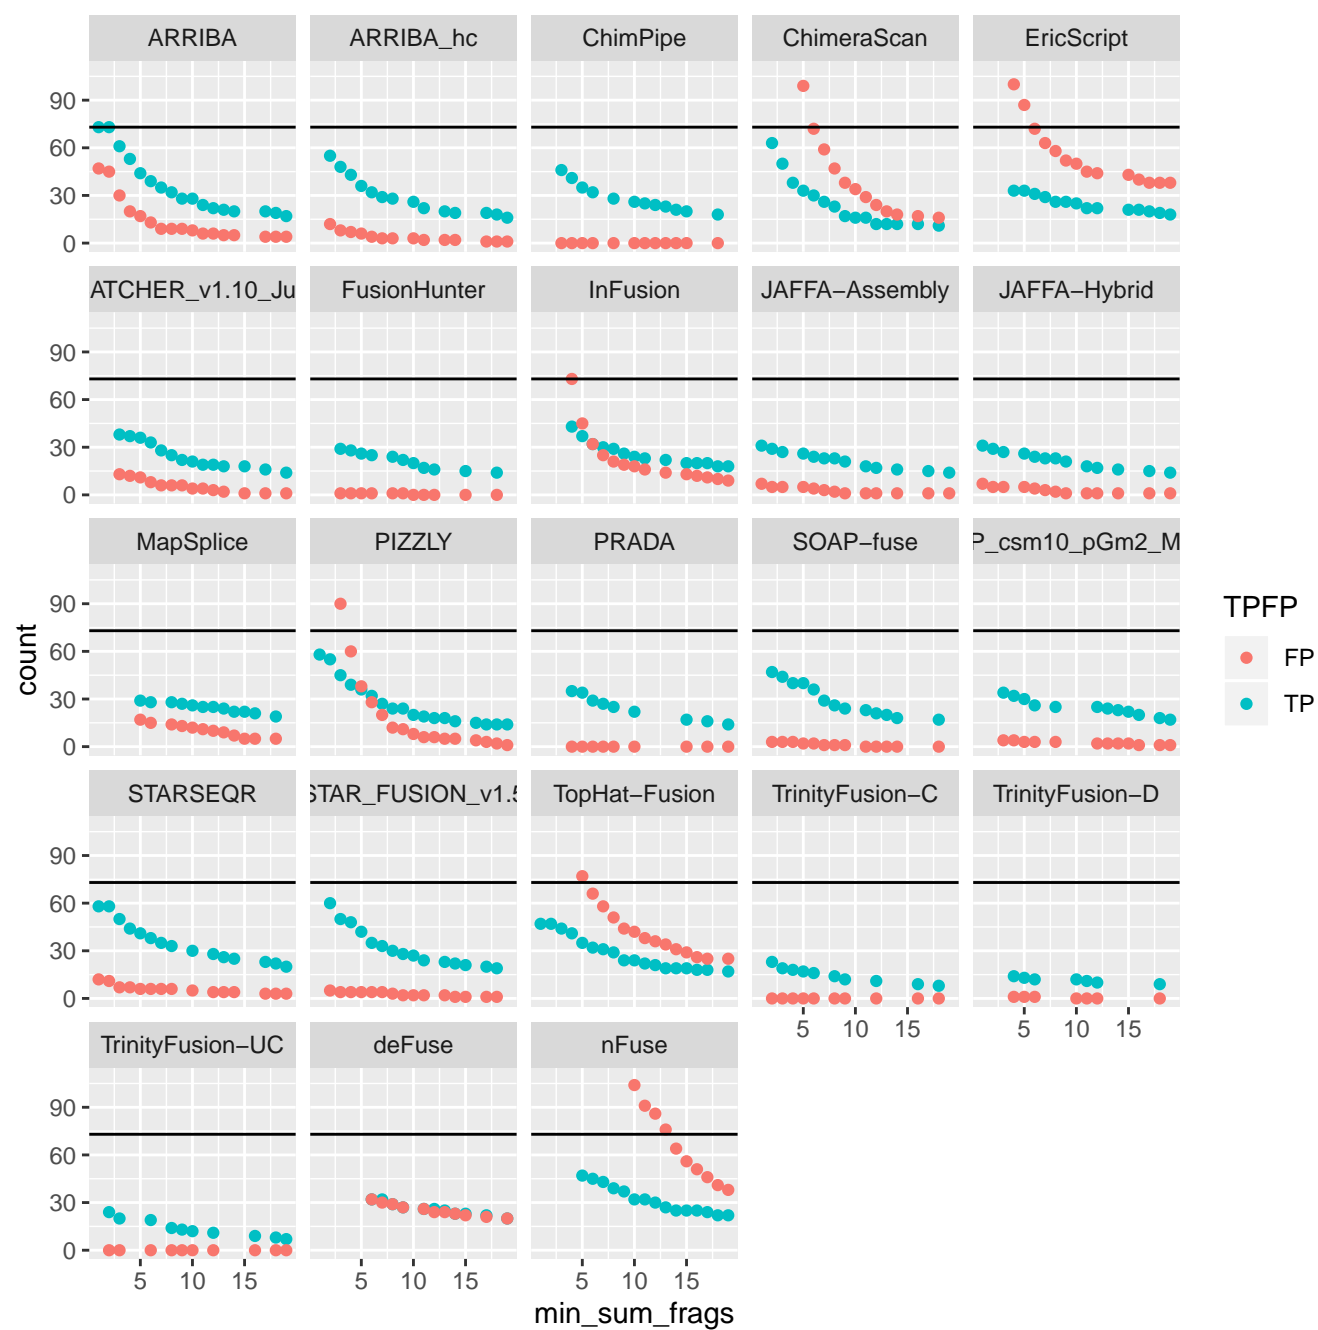 ARRIBA ARRIBA_hc ChimPipe ChimeraScan EricScript
90
60
30
0
ATCHER_v1.10_Ju FusionHunter InFusion JAFFA−Assembly JAFFA−Hybrid
90
60
30
0
MapSplice PIZZLY PRADA SOAP−fuse P_csm10_pGm2_M
90
60
30
0
STARSEQR STAR_FUSION_v1.5 TopHat−Fusion TrinityFusion−C TrinityFusion−D
90
60
30
0
5 10 15 5 10 15
TrinityFusion−UC deFuse nFuse
90
60
30
0
5 10 15 5 10 15 5 10 15
min_sum_frags
count
TPFP
FP
TP